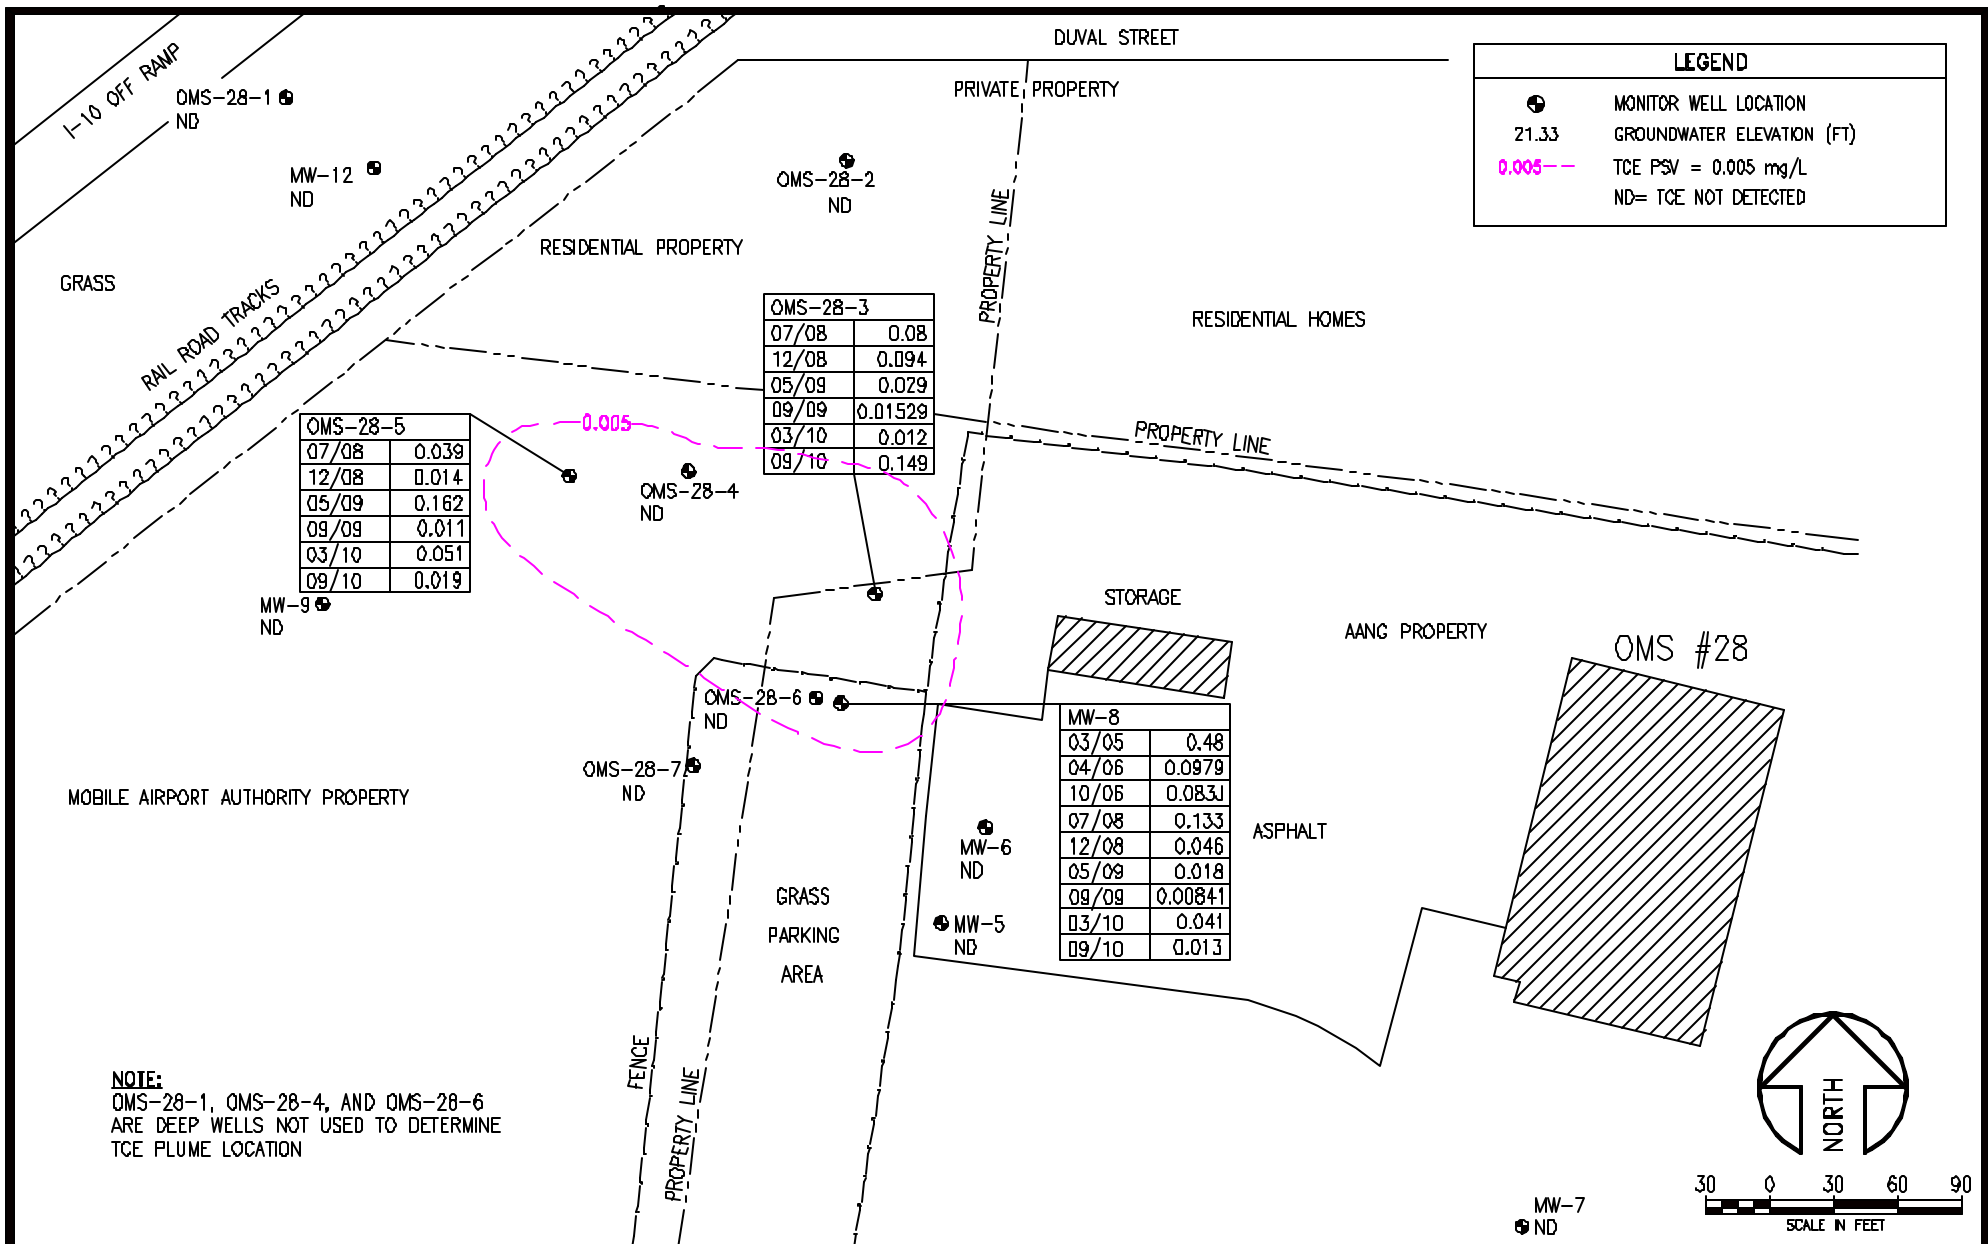 DUVAL STREET
PRIVATE PROPERTY
I-10 OFF RAMP
OMS-28-1
ND
MW-12
ND
OMS-28-2
ND
LEGEND
MONITOR WELL LOCATION
21.33 GROUNDWATER ELEVATION (FT)
0.005-- TCE PSV = 0.005 mg/L
ND= TCE NOT DETECTED
GRASS
RAIL ROAD TRACKS
RESIDENTIAL PROPERTY
PROPERTY LINE
RESIDENTIAL HOMES
OMS-28-3
07/08 0.08
12/08 0.094
05/09 0.029
09/09 0.01529
03/10 0.012
09/10 0.149
PROPERTY LINE
0.005
OMS-28-5
07/08 0.039
12/08 0.014
05/09 0.162
09/09 0.011
03/10 0.051
09/10 0.019
OMS-28-4
ND
MW-9
ND
STORAGE
AANG PROPERTY
OMS #28
OMS-28-6
ND
OMS-28-7
ND
MOBILE AIRPORT AUTHORITY PROPERTY
MW-8
03/05 0.48
04/06 0.0979
10/06 0.083J
07/08 0.133
12/08 0.046
05/09 0.018
09/09 0.00841
03/10 0.041
09/10 0.013
ASPHALT
MW-6
ND
MW-5
ND
GRASS
PARKING
AREA
FENCE
PROPERTY LINE
NOTE:
OMS-28-1, OMS-28-4, AND OMS-28-6
ARE DEEP WELLS NOT USED TO DETERMINE
TCE PLUME LOCATION
NORTH
30 0 30 60 90
SCALE IN FEET
MW-7
ND